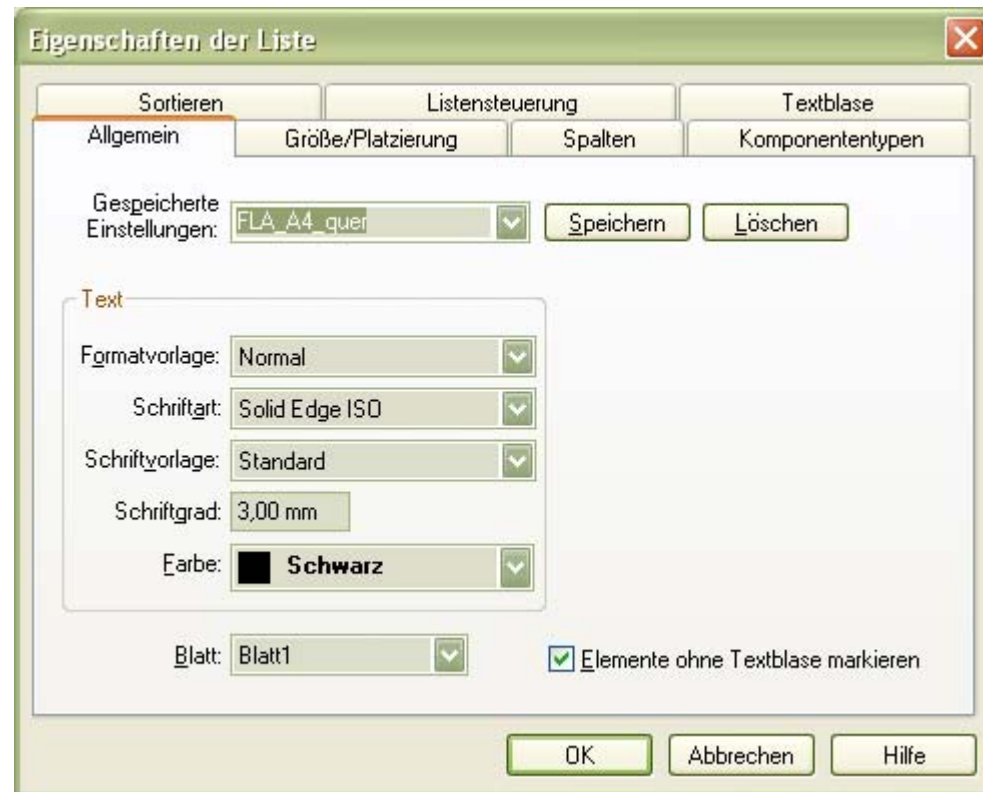 Eigenschaften der Liste
Sortieren Listensteuerung Textblase
Allgemein Größe/Platzierung Spalten Komponententypen
Gespeicherte
Einstellungen: FLA_A4_quer Speichern Löschen
Text
Formatvorlage: Normal
Schriftart: Solid Edge ISO
Schriftvorlage: Standard
Schriftgrad: 3,00 mm
Farbe: Schwarz
Blatt: Blatt1 Elemente ohne Textblase markieren
OK Abbrechen Hilfe